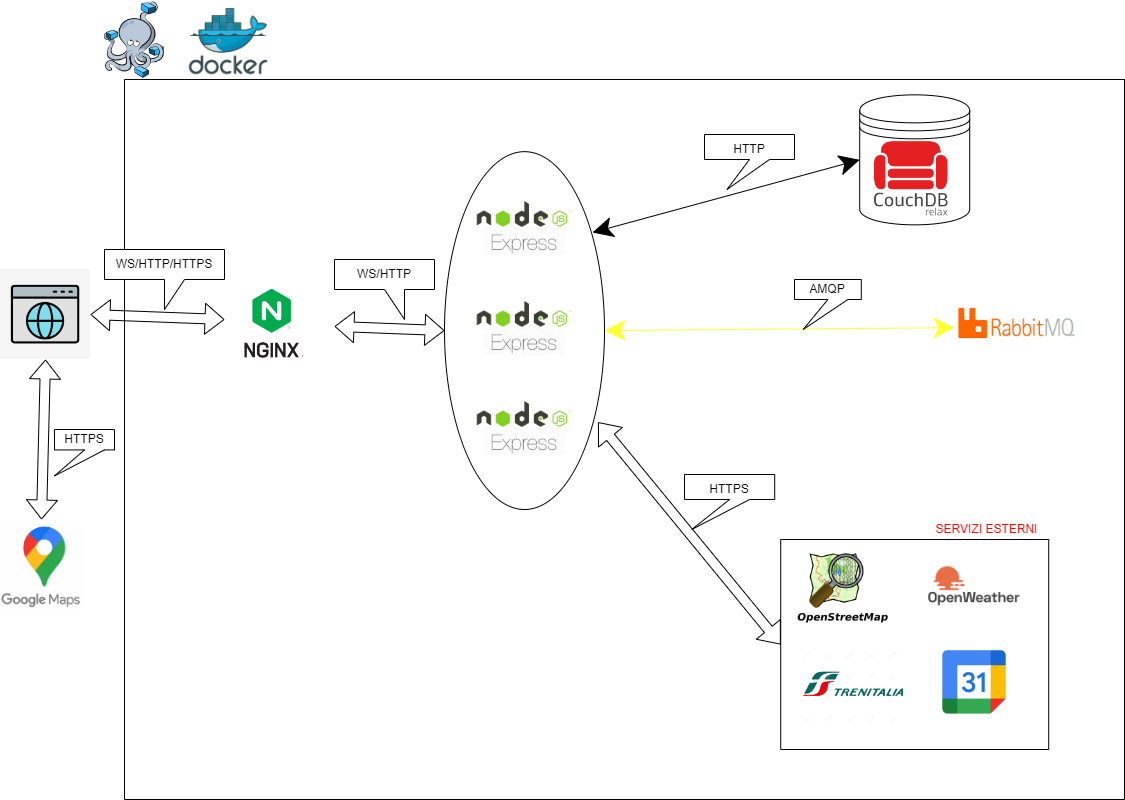 docker
HTTP
CouchDB
relax
node JS
Express
WS/HTTP/HTTPS
WS/HTTP
AMQP
N
NGINX
node JS
Express
RabbitMQ
HTTPS
node JS
Express
HTTPS
SERVIZI ESTERNI
Google Maps
OpenStreetMap
OpenWeather
TRENITALIA
31